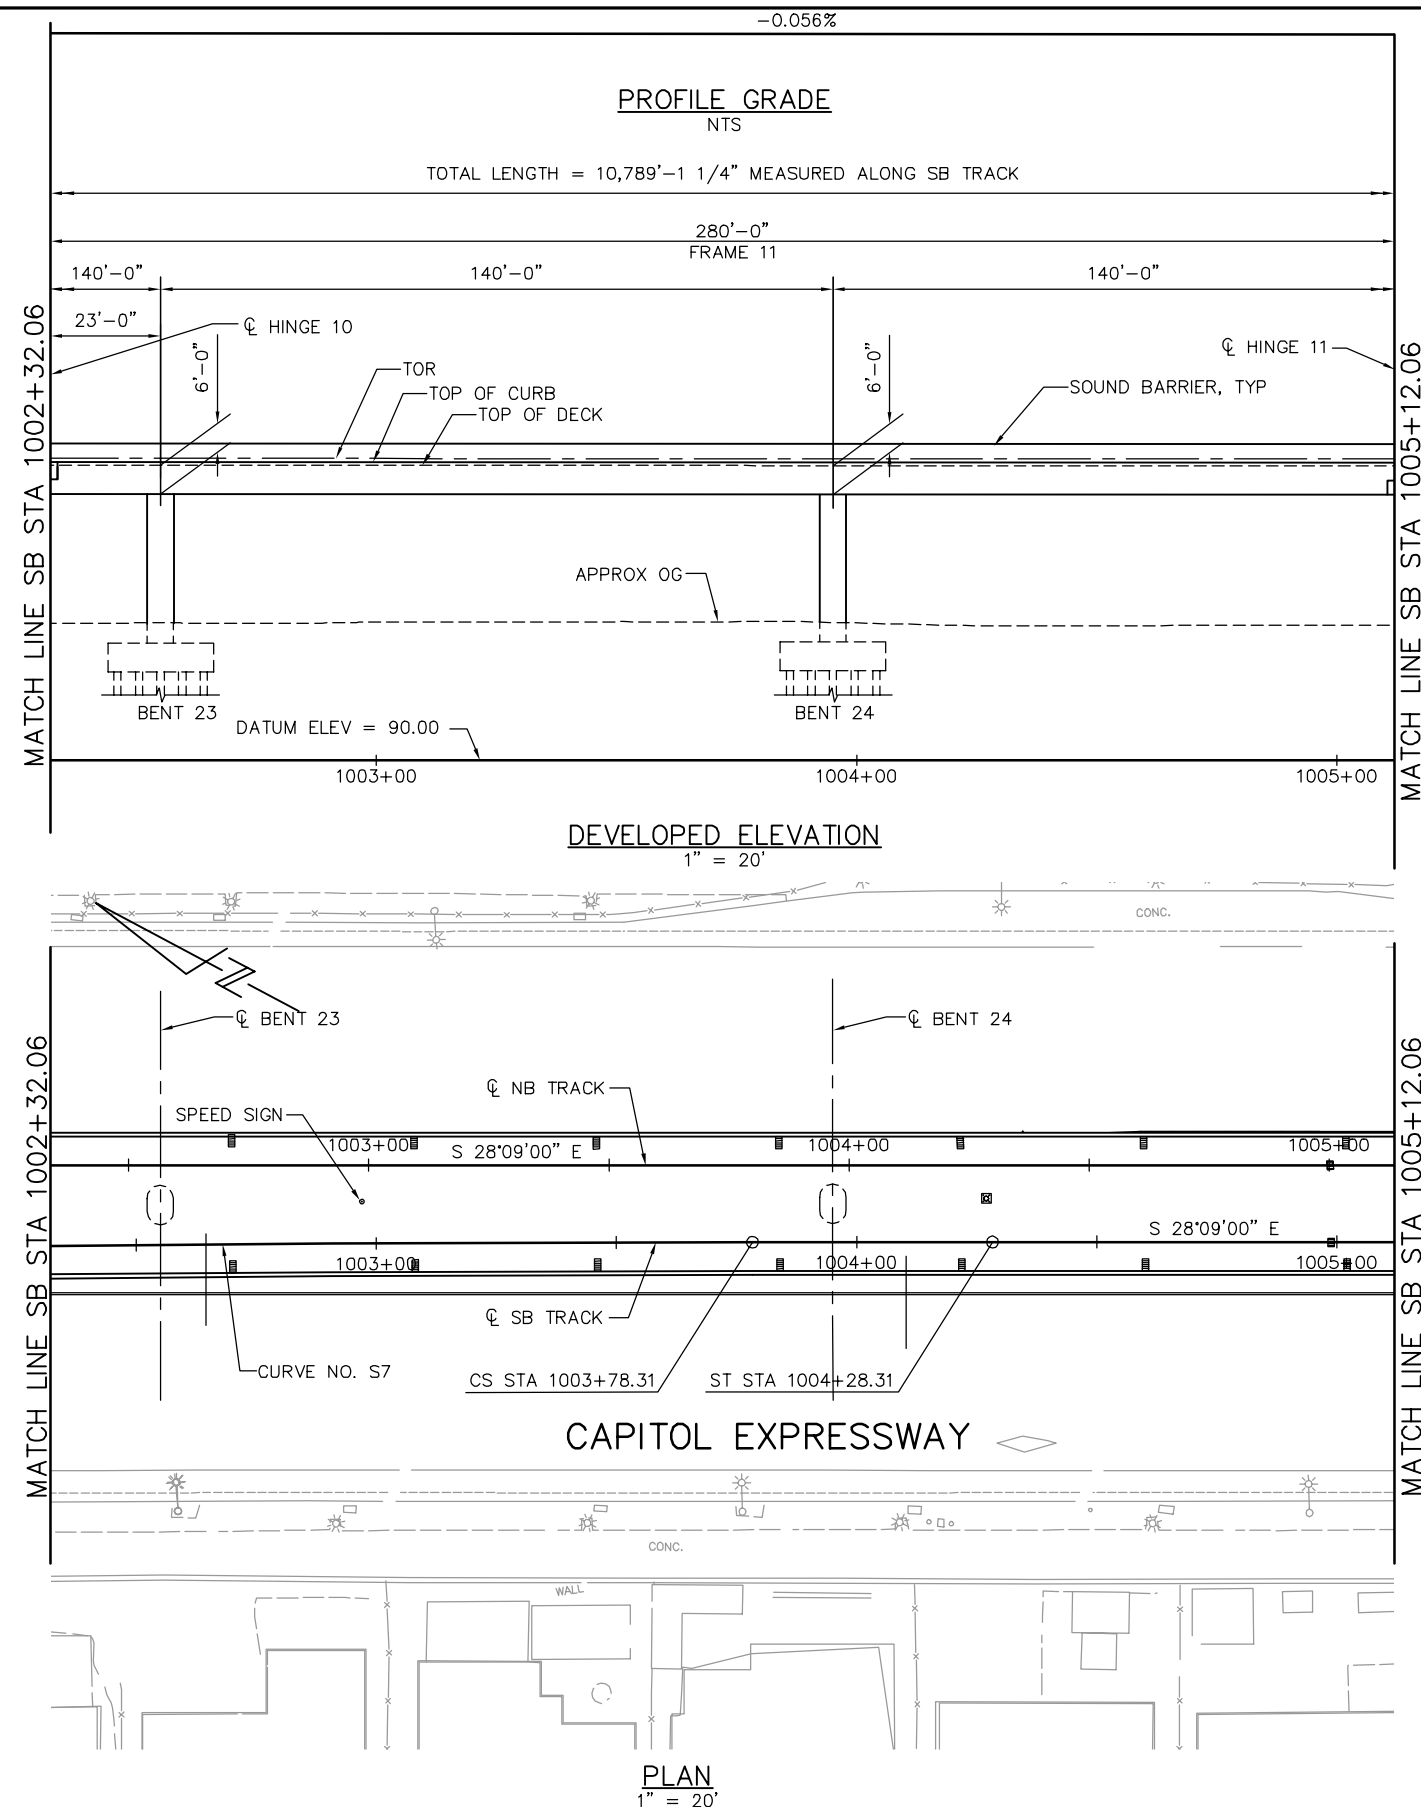 -0.056%
PROFILE GRADE
NTS
TOTAL LENGTH = 10,789'-1 1/4" MEASURED ALONG SB TRACK
280'-0"
FRAME 11
140'-0"
140'-0"
140'-0"
23'-0"
℄ HINGE 10
℄ HINGE 11
6'-0"
6'-0"
TOR
TOP OF CURB
TOP OF DECK
SOUND BARRIER, TYP
MATCH LINE SB STA 1002+32.06
MATCH LINE SB STA 1005+12.06
APPROX OG
BENT 23
BENT 24
DATUM ELEV = 90.00
1003+00
1004+00
1005+00
DEVELOPED ELEVATION
1" = 20'
CONC.
℄ BENT 23
℄ BENT 24
℄ NB TRACK
SPEED SIGN
1003+00
S 28°09'00" E
1004+00
1005+00
MATCH LINE SB STA 1002+32.06
MATCH LINE SB STA 1005+12.06
S 28°09'00" E
1003+00
1004+00
1005+00
℄ SB TRACK
CURVE NO. S7
CS STA 1003+78.31
ST STA 1004+28.31
CAPITOL EXPRESSWAY
CONC.
WALL
PLAN
1" = 20'